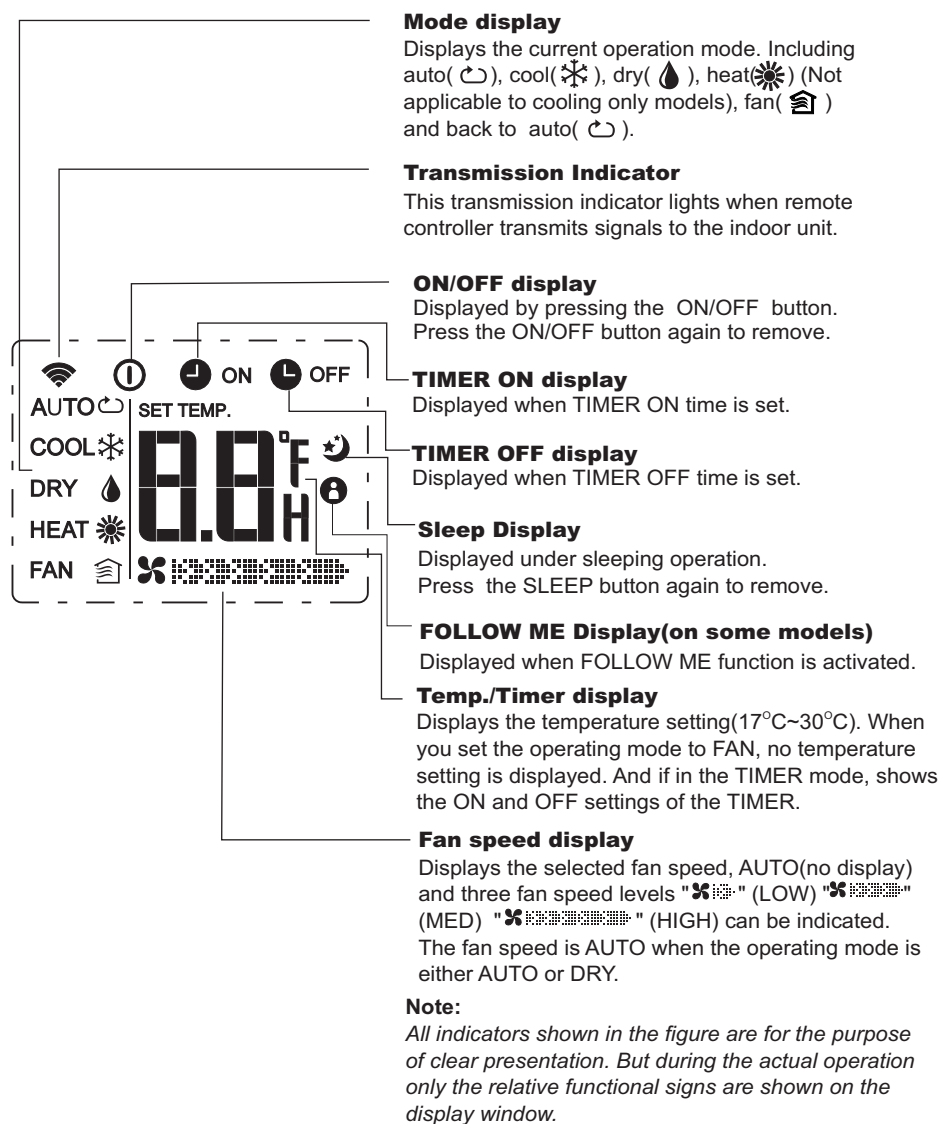 Mode display
Displays the current operation mode. Including
auto( ), cool( ), dry( ), heat( ) (Not
applicable to cooling only models), fan( )
and back to auto( ).
Transmission Indicator
This transmission indicator lights when remote
controller transmits signals to the indoor unit.
ON/OFF display
Displayed by pressing the ON/OFF button.
Press the ON/OFF button again to remove.
TIMER ON display
Displayed when TIMER ON time is set.
TIMER OFF display
Displayed when TIMER OFF time is set.
Sleep Display
Displayed under sleeping operation.
Press the SLEEP button again to remove.
FOLLOW ME Display(on some models)
Displayed when FOLLOW ME function is activated.
Temp./Timer display
Displays the temperature setting(17°C~30°C). When
you set the operating mode to FAN, no temperature
setting is displayed. And if in the TIMER mode, shows
the ON and OFF settings of the TIMER.
Fan speed display
Displays the selected fan speed, AUTO(no display)
and three fan speed levels " " (LOW) " "
(MED) " " (HIGH) can be indicated.
The fan speed is AUTO when the operating mode is
either AUTO or DRY.
Note:
All indicators shown in the figure are for the purpose
of clear presentation. But during the actual operation
only the relative functional signs are shown on the
display window.
ON OFF
AUTO
COOL
DRY
HEAT
FAN
SET TEMP.
8.8°F
H